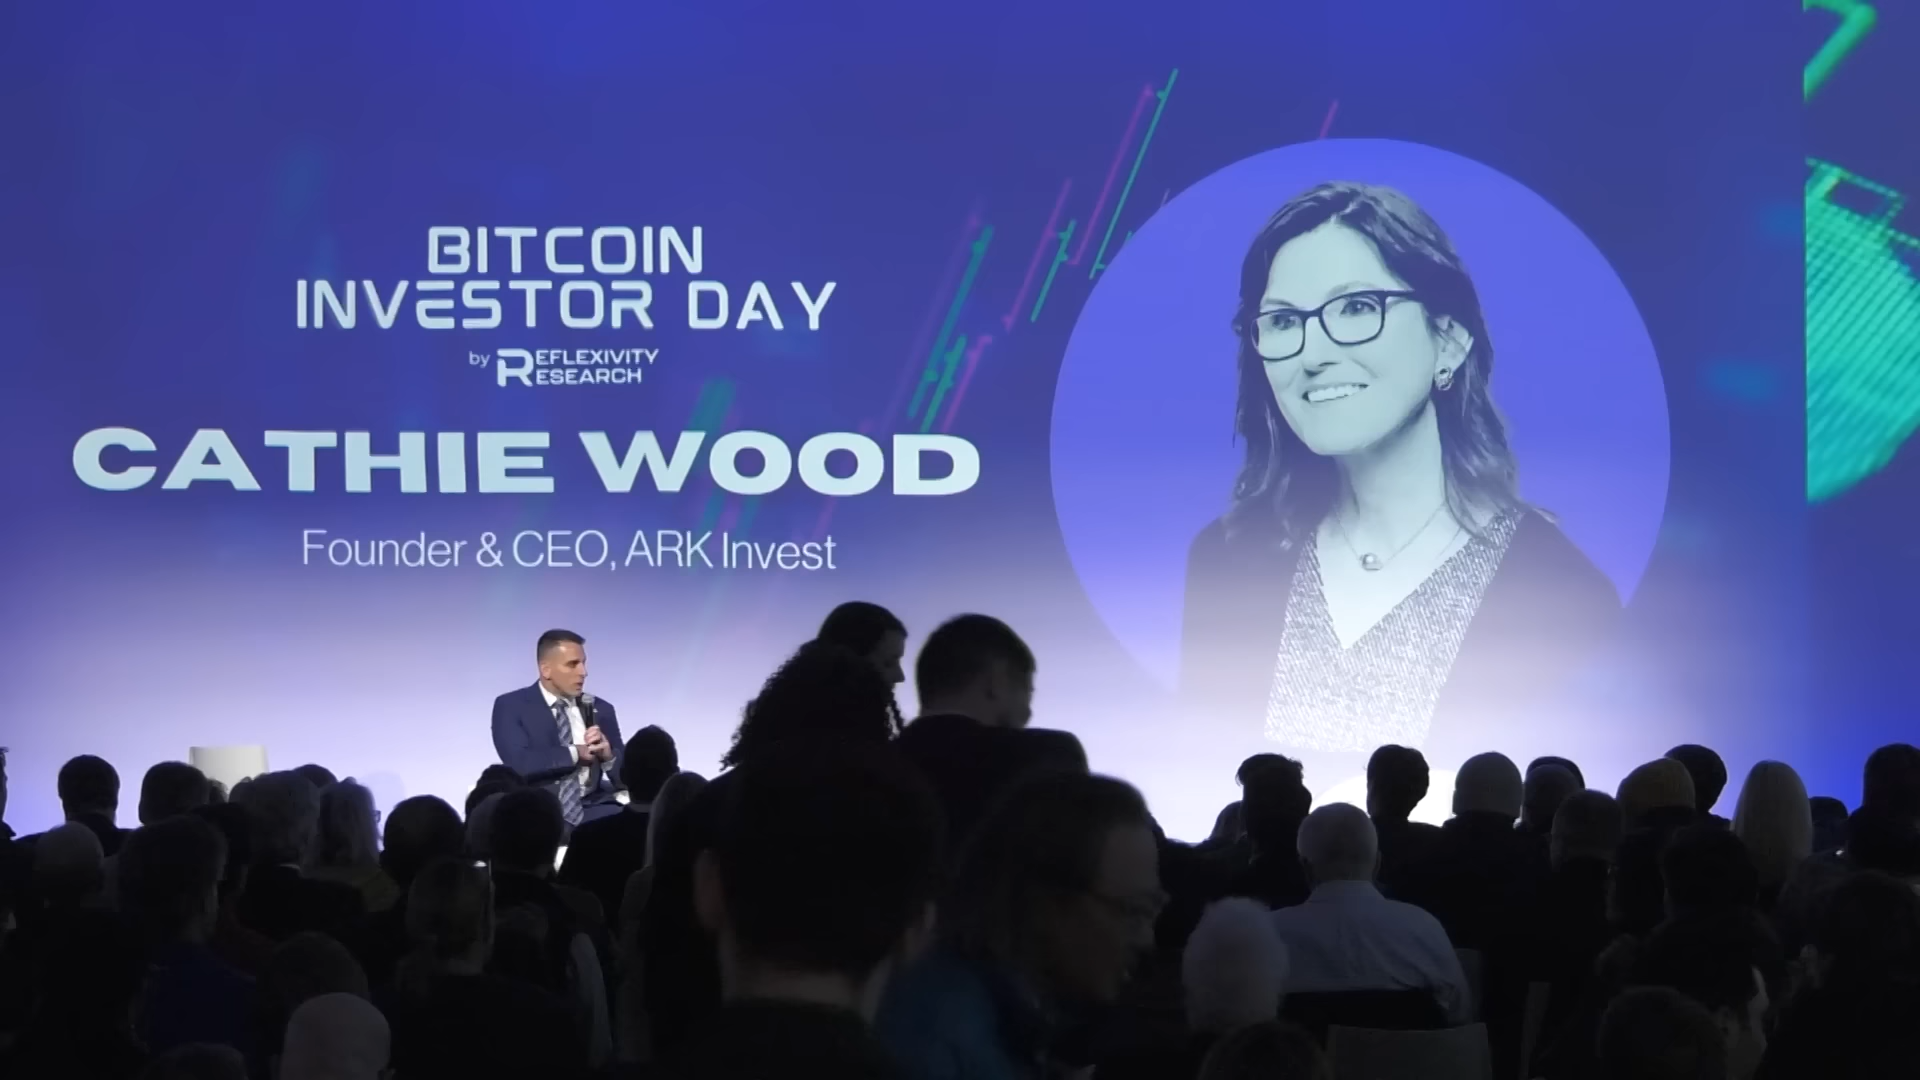 BITCOIN
INVESTOR DAY
by REFLEXIVITY
RESEARCH
CATHIE WOOD
Founder & CEO, ARK Invest